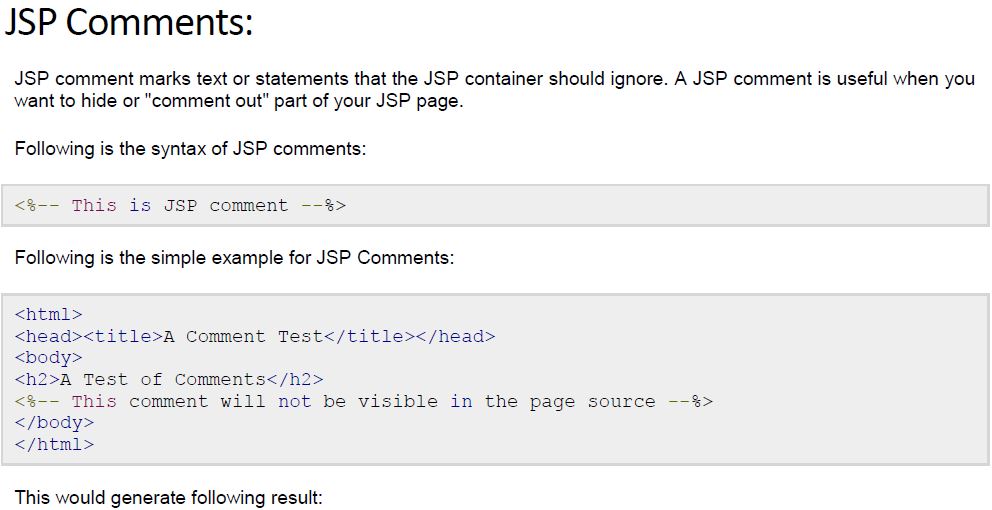 JSP Comments:
JSP comment marks text or statements that the JSP container should ignore. A JSP comment is useful when you
want to hide or "comment out" part of your JSP page.
Following is the syntax of JSP comments:
<%-- This is JSP comment --%>
Following is the simple example for JSP Comments:
<html>
<head><title>A Comment Test</title></head>
<body>
<h2>A Test of Comments</h2>
<%-- This comment will not be visible in the page source --%>
</body>
</html>
This would generate following result: